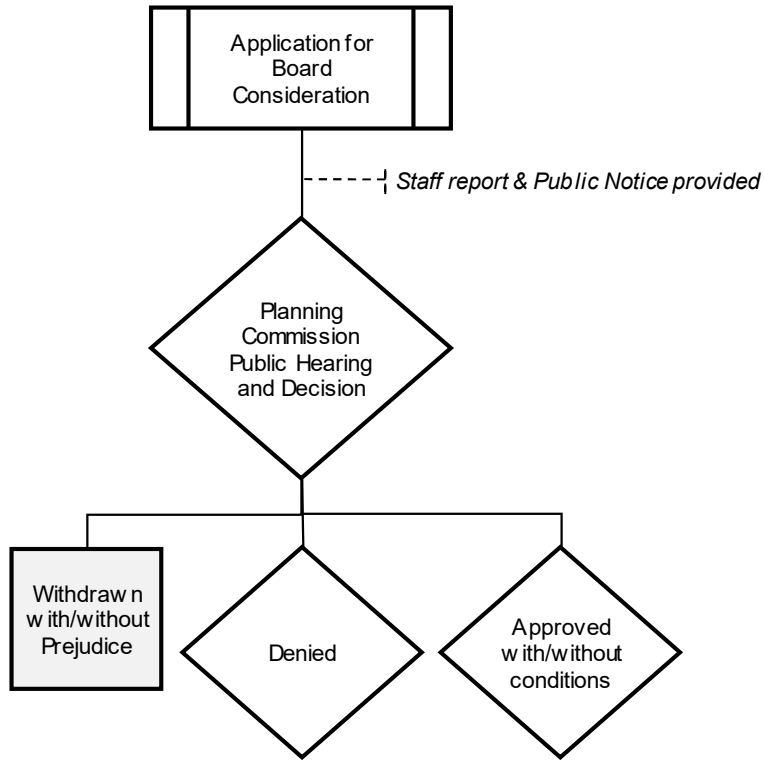 Application for
Board
Consideration
Staff report & Public Notice provided
Planning
Commission
Public Hearing
and Decision
Withdrawn
with/without
Prejudice
Denied
Approved
with/without
conditions